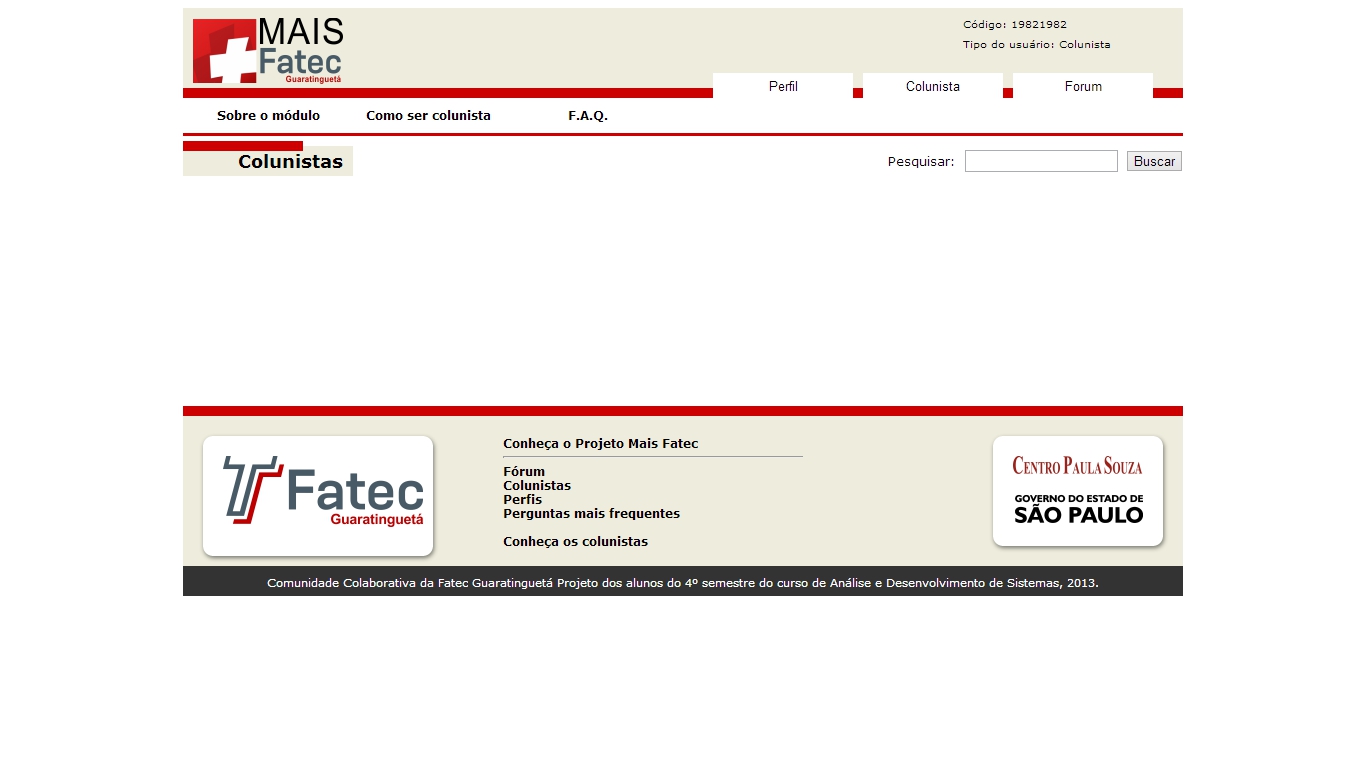 MAIS
Fatec
Guaratinguetá
Código: 19821982
Tipo do usuário: Colunista
Perfil
Colunista
Forum
Sobre o módulo
Como ser colunista
F.A.Q.
Colunistas
Pesquisar:
Buscar
Fatec
Guaratinguetá
Conheça o Projeto Mais Fatec
Fórum
Colunistas
Perfis
Perguntas mais frequentes
Conheça os colunistas
CENTRO PAULA SOUZA
GOVERNO DO ESTADO DE
SÃO PAULO
Comunidade Colaborativa da Fatec Guaratinguetá Projeto dos alunos do 4º semestre do curso de Análise e Desenvolvimento de Sistemas, 2013.